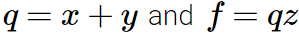 q = x + y and f = qz